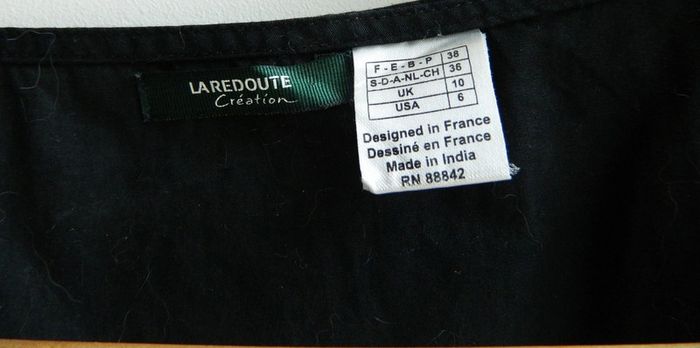 LAREDOUTE
Création
F - E - B - P 38
S-D-A-NL-CH 36
UK 10
USA 6
Designed in France
Dessiné en France
Made in India
RN 88842